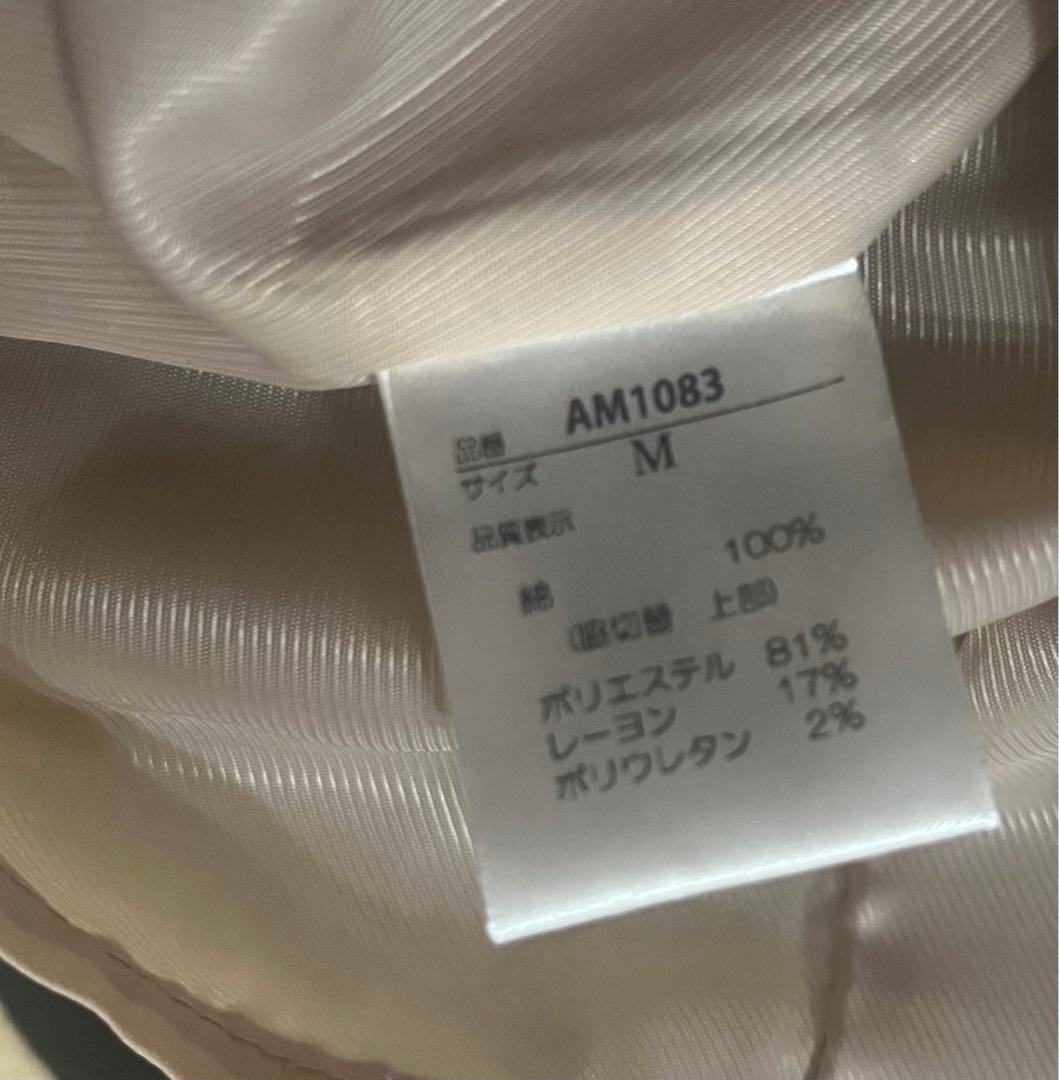 品番 AM1083
サイズ M
品質表示
綿 100%
(脇切替 上部)
ポリエステル 81%
レーヨン 17%
ポリウレタン 2%